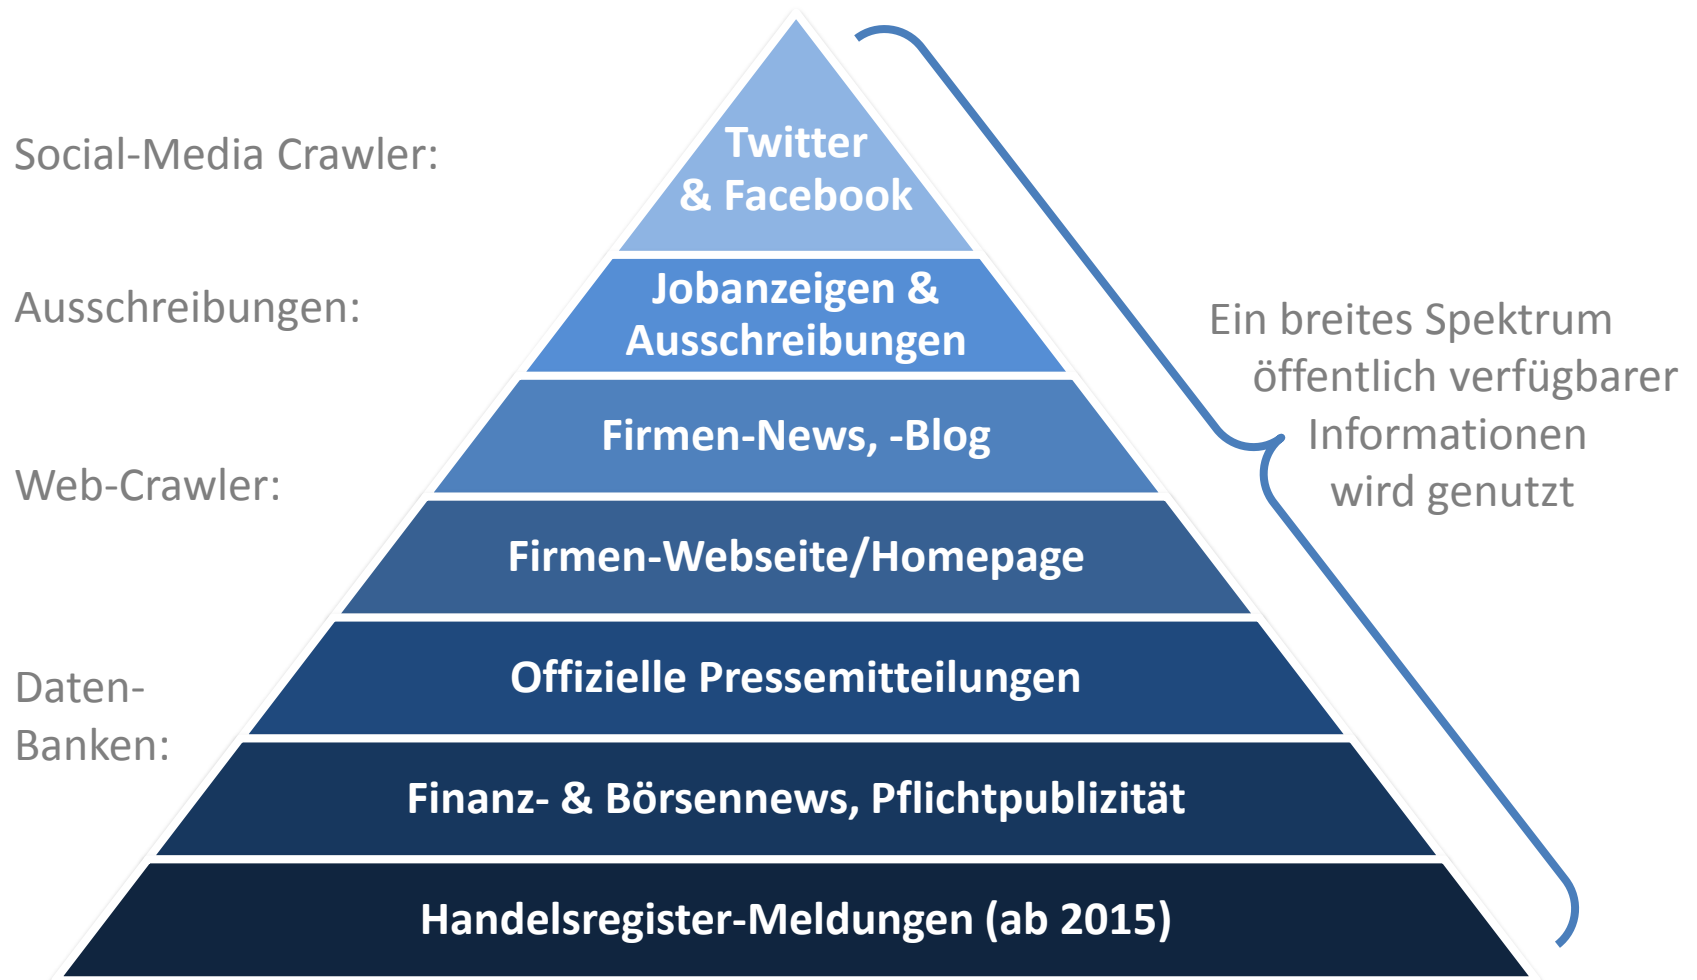 Social-Media Crawler:
Twitter
& Facebook
Ausschreibungen:
Jobanzeigen &
Ausschreibungen
Web-Crawler:
Firmen-News, -Blog
Firmen-Webseite/Homepage
Daten-
Banken:
Offizielle Pressemitteilungen
Finanz- & Börsennews, Pflichtpublizität
Handelsregister-Meldungen (ab 2015)
Ein breites Spektrum
öffentlich verfügbarer
Informationen
wird genutzt